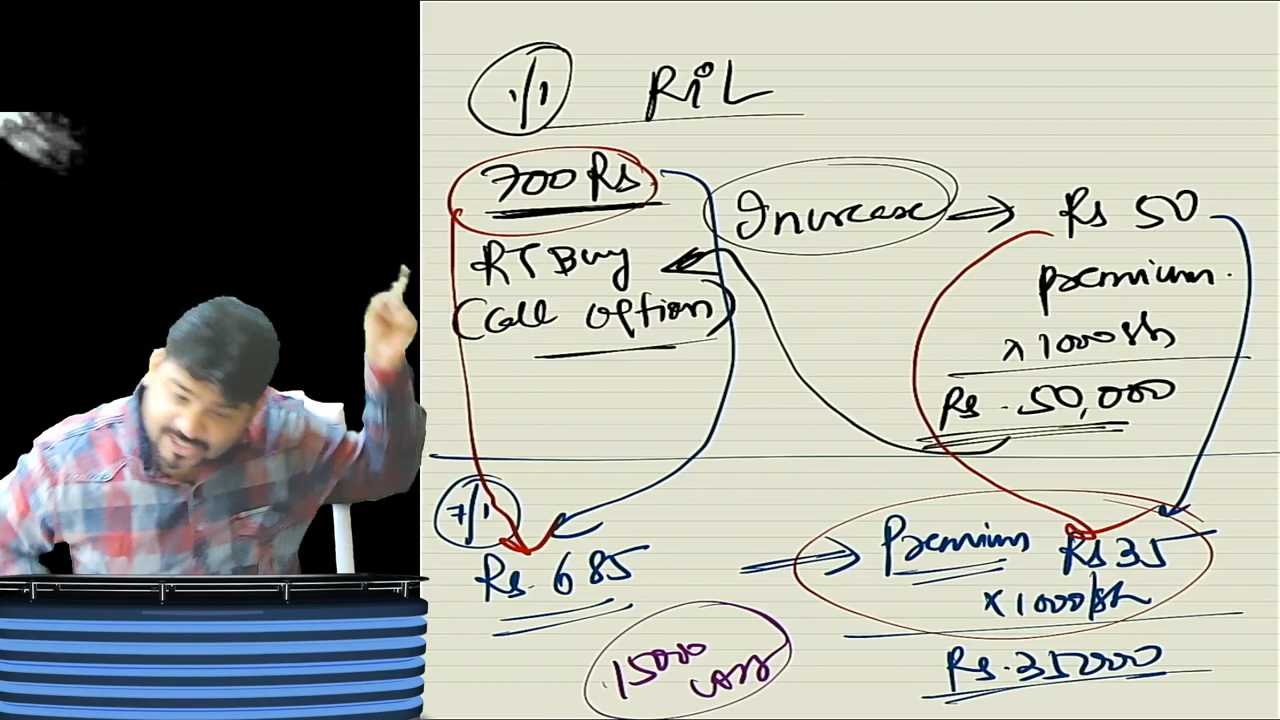 1/1 RiL
700 Rs. Increase ⇒ Rs 50
RT Buy premium.
(Call option) x 1000 sh
Rs. 50,000
7/1
Rs. 685 ⇒ Premium Rs 35
x 1000/sh
15000 Loss
Rs. 35000